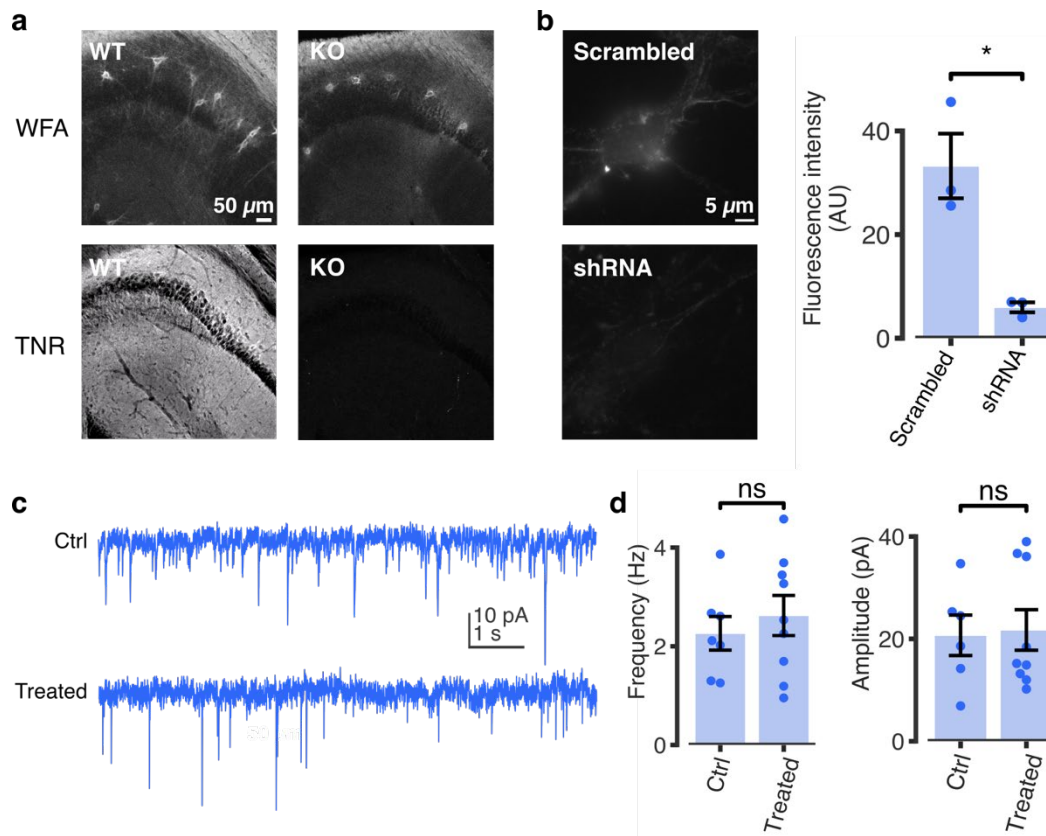 a
b
WT
KO
Scrambled
*
WFA
50 µm
5 µm
Fluorescence intensity
(AU)
40
20
0
Scrambled
shRNA
WT
KO
shRNA
TNR
c
d
Ctrl
10 pA
1 s
Treated
ns
Frequency (Hz)
4
2
0
Ctrl
Treated
ns
Amplitude (pA)
40
20
0
Ctrl
Treated